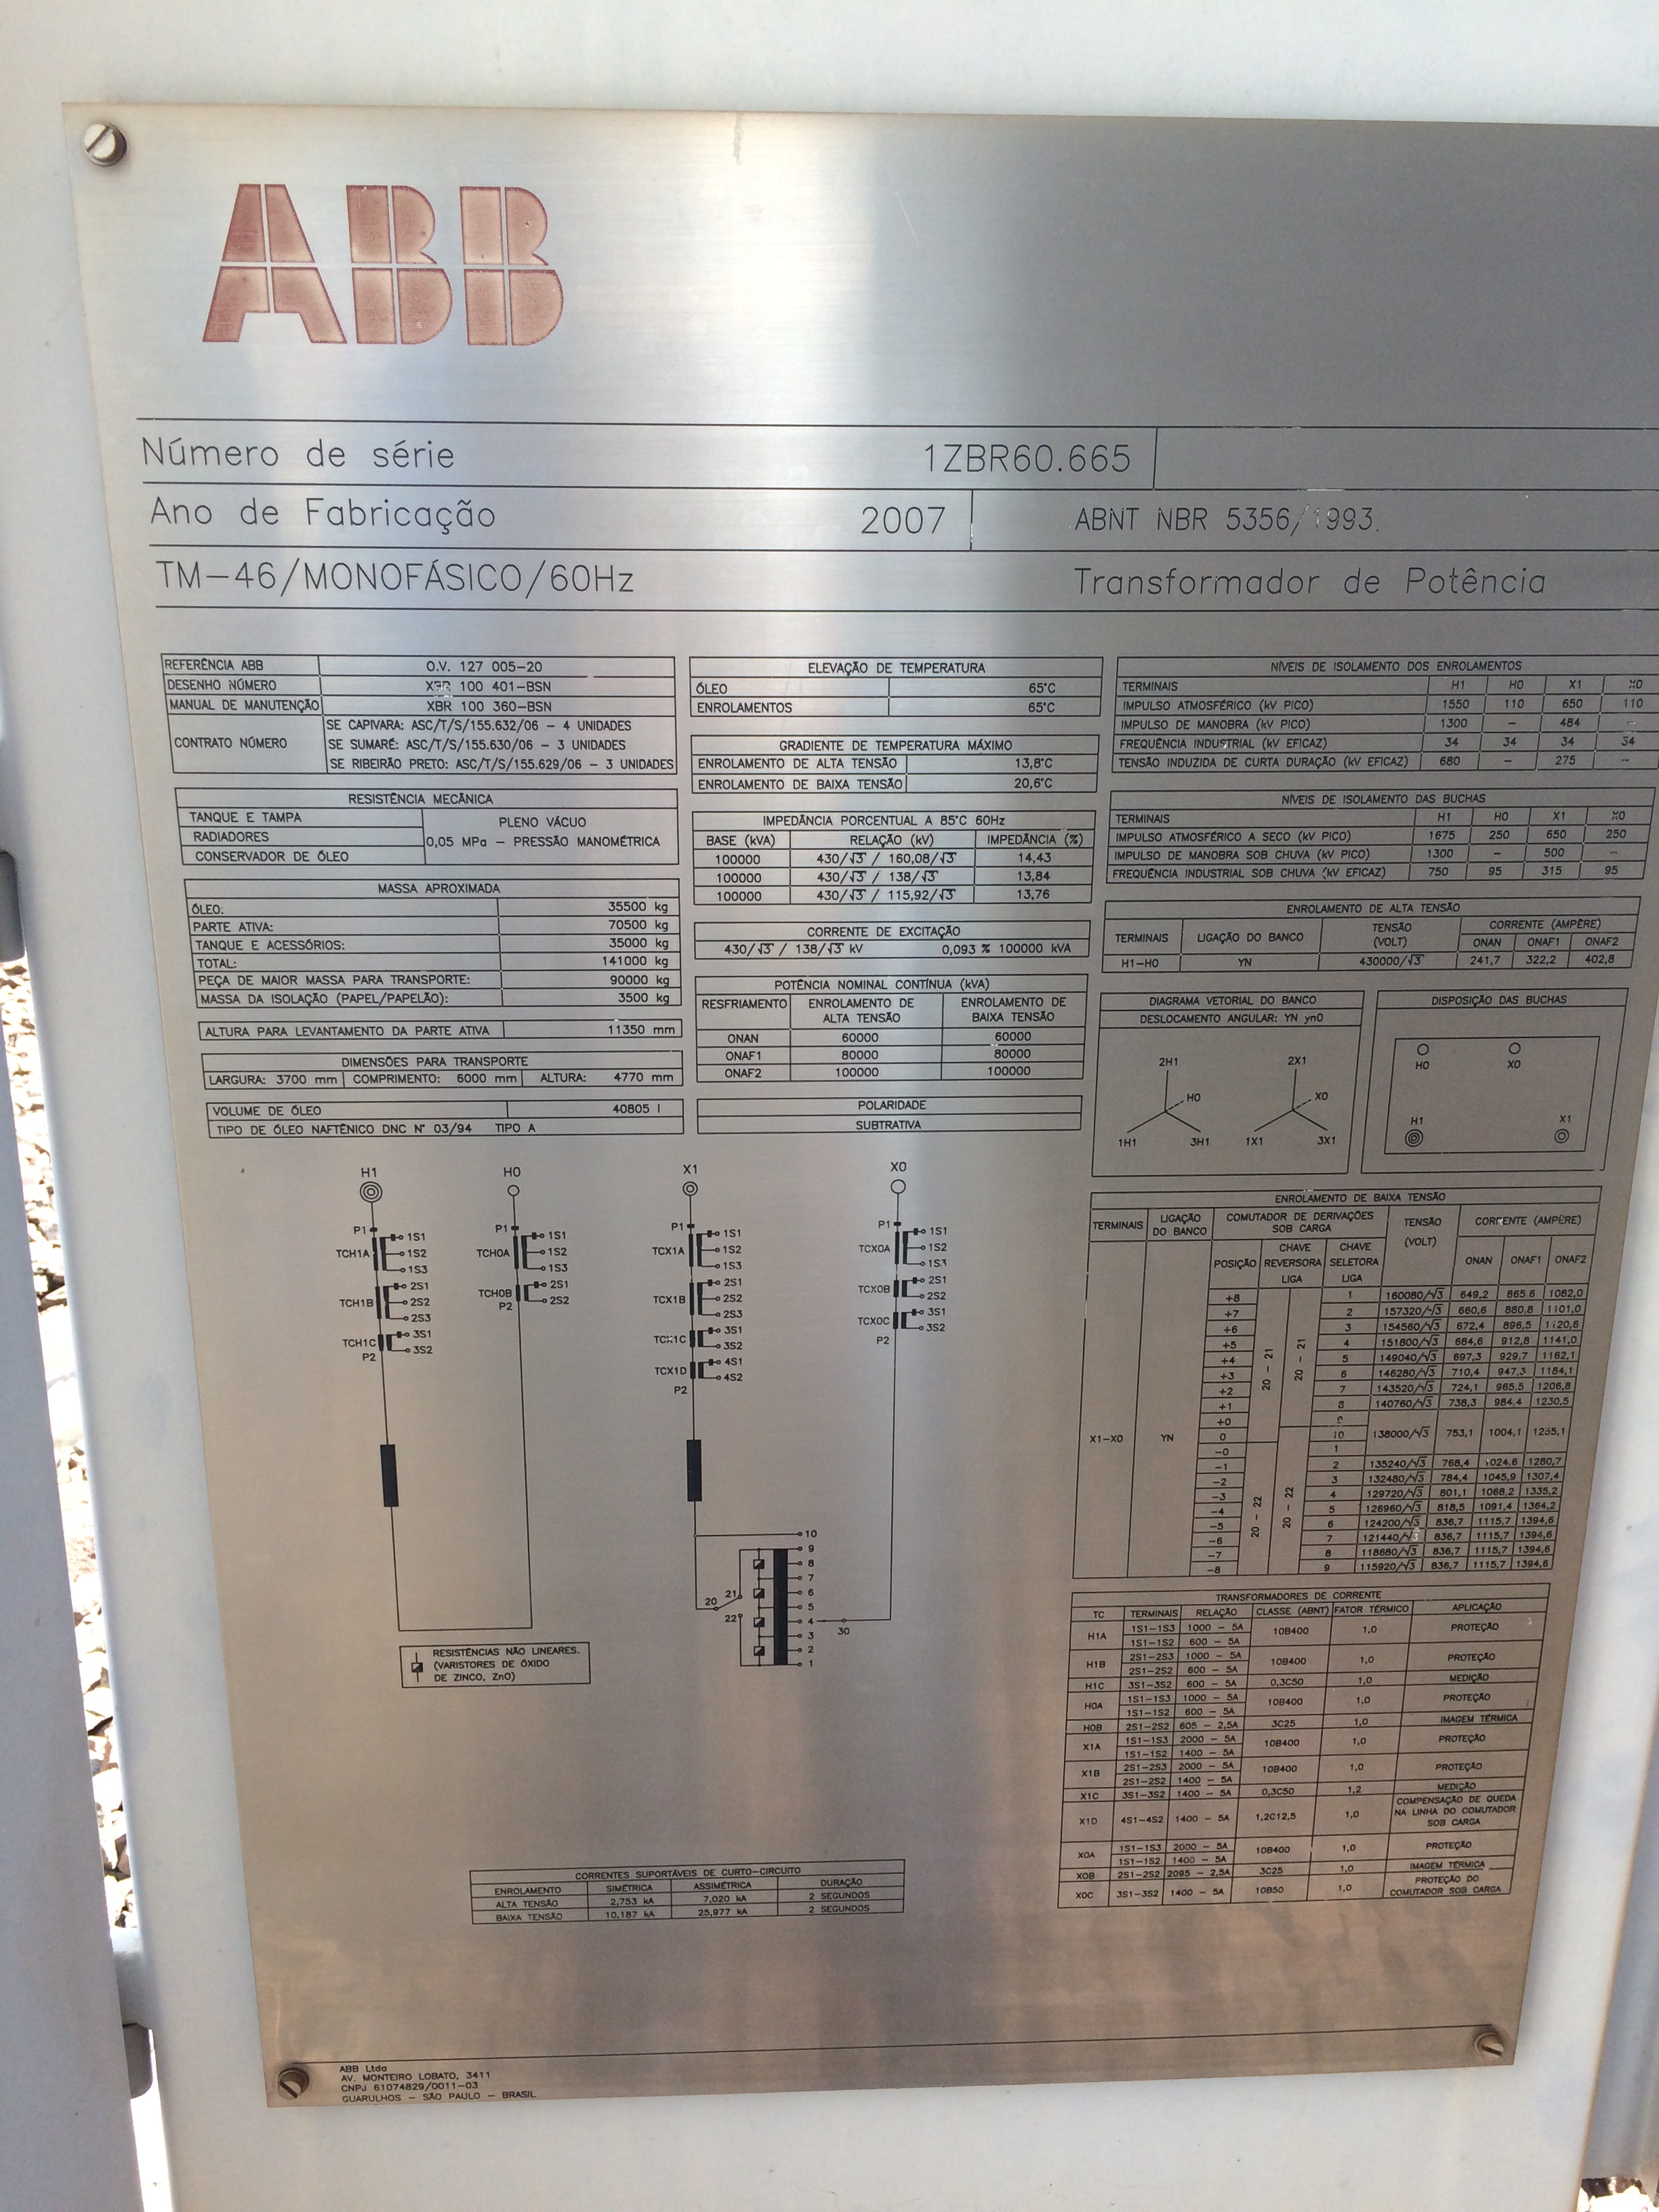 ABB
Número de série 1ZBR60.665
Ano de Fabricação 2007 ABNT NBR 5356/1993.
TM-46/MONOFÁSICO/60Hz Transformador de Potência
REFERÊNCIA ABB O.V. 127 005-20
DESENHO NÚMERO XBR 100 401-BSN
MANUAL DE MANUTENÇÃO XBR 100 360-BSN
CONTRATO NÚMERO
SE CAPIVARA: ASC/T/S/155.632/06 - 4 UNIDADES
SE SUMARÉ: ASC/T/S/155.630/06 - 3 UNIDADES
SE RIBEIRÃO PRETO: ASC/T/S/155.629/06 - 3 UNIDADES
RESISTÊNCIA MECÂNICA
TANQUE E TAMPA
RADIADORES
CONSERVADOR DE ÓLEO
PLENO VÁCUO
0,05 MPa - PRESSÃO MANOMÉTRICA
MASSA APROXIMADA
ÓLEO: 35500 kg
PARTE ATIVA: 70500 kg
TANQUE E ACESSÓRIOS: 35000 kg
TOTAL: 141000 kg
PEÇA DE MAIOR MASSA PARA TRANSPORTE: 90000 kg
MASSA DA ISOLAÇÃO (PAPEL/PAPELÃO): 3500 kg
ALTURA PARA LEVANTAMENTO DA PARTE ATIVA 11350 mm
DIMENSÕES PARA TRANSPORTE
LARGURA: 3700 mm COMPRIMENTO: 6000 mm ALTURA: 4770 mm
VOLUME DE ÓLEO 40805 l
TIPO DE ÓLEO NAFTÊNICO DNC N° 03/94 TIPO A
ELEVAÇÃO DE TEMPERATURA
ÓLEO 65°C
ENROLAMENTOS 65°C
GRADIENTE DE TEMPERATURA MÁXIMO
ENROLAMENTO DE ALTA TENSÃO 13,8°C
ENROLAMENTO DE BAIXA TENSÃO 20,6°C
IMPEDÂNCIA PORCENTUAL A 85°C 60Hz
BASE (kVA) RELAÇÃO (kV) IMPEDÂNCIA (%)
100000 430/√3 / 160,08/√3 14,43
100000 430/√3 / 138/√3 13,84
100000 430/√3 / 115,92/√3 13,76
CORRENTE DE EXCITAÇÃO
430/√3 / 138/√3 kV 0,093 % 100000 kVA
POTÊNCIA NOMINAL CONTÍNUA (kVA)
RESFRIAMENTO ENROLAMENTO DE ALTA TENSÃO ENROLAMENTO DE BAIXA TENSÃO
ONAN 60000 60000
ONAF1 80000 80000
ONAF2 100000 100000
POLARIDADE
SUBTRATIVA
NÍVEIS DE ISOLAMENTO DOS ENROLAMENTOS
TERMINAIS H1 H0 X1 X0
IMPULSO ATMOSFÉRICO (kV PICO) 1550 110 650 110
IMPULSO DE MANOBRA (kV PICO) 1300 - 484 -
FREQUÊNCIA INDUSTRIAL (kV EFICAZ) 34 34 34 34
TENSÃO INDUZIDA DE CURTA DURAÇÃO (kV EFICAZ) 680 - 275 -
NÍVEIS DE ISOLAMENTO DAS BUCHAS
TERMINAIS H1 H0 X1 X0
IMPULSO ATMOSFÉRICO A SECO (kV PICO) 1675 250 650 250
IMPULSO DE MANOBRA SOB CHUVA (kV PICO) 1300 - 500 -
FREQUÊNCIA INDUSTRIAL SOB CHUVA (kV EFICAZ) 750 95 315 95
ENROLAMENTO DE ALTA TENSÃO
TERMINAIS LIGAÇÃO DO BANCO TENSÃO (VOLT) CORRENTE (AMPÈRE)
ONAN ONAF1 ONAF2
H1-H0 YN 430000/√3 241,7 322,2 402,8
DIAGRAMA VETORIAL DO BANCO
DESLOCAMENTO ANGULAR: YN yn0
2H1 2X1
H0 X0
1H1 3H1 1X1 3X1
DISPOSIÇÃO DAS BUCHAS
H0 X0
H1 X1
H1 H0 X1 X0
P1 P1 P1 P1
TCH1A 1S1 1S2 1S3
TCH1B 2S1 2S2 2S3
TCH1C 3S1 3S2
P2
TCH0A 1S1 1S2 1S3
TCH0B 2S1 2S2
P2
TCX1A 1S1 1S2 1S3
TCX1B 2S1 2S2 2S3
TCX1C 3S1 3S2
TCX1D 4S1 4S2
P2
TCX0A 1S1 1S2 1S3
TCX0B 2S1 2S2
TCX0C 3S1 3S2
P2
10
9
8
7
6
5
4
3
2
1
20 21 22 30
RESISTÊNCIAS NÃO LINEARES.
(VARISTORES DE ÓXIDO
DE ZINCO, ZnO)
ENROLAMENTO DE BAIXA TENSÃO
TERMINAIS LIGAÇÃO DO BANCO COMUTADOR DE DERIVAÇÕES SOB CARGA TENSÃO (VOLT) CORRENTE (AMPÈRE)
POSIÇÃO CHAVE REVERSORA LIGA CHAVE SELETORA LIGA ONAN ONAF1 ONAF2
X1-X0 YN
20 - 21 20 - 21
20 - 22 20 - 22
+8 1 160080/√3 649,2 865,6 1082,0
+7 2 157320/√3 660,6 880,8 1101,0
+6 3 154560/√3 672,4 896,5 1120,6
+5 4 151800/√3 684,6 912,8 1141,0
+4 5 149040/√3 697,3 929,7 1162,1
+3 6 146280/√3 710,4 947,3 1184,1
+2 7 143520/√3 724,1 965,5 1206,8
+1 8 140760/√3 738,3 984,4 1230,5
+0 9
0 10 138000/√3 753,1 1004,1 1255,1
-0 1
-1 2 135240/√3 768,4 1024,6 1280,7
-2 3 132480/√3 784,4 1045,9 1307,4
-3 4 129720/√3 801,1 1068,2 1335,2
-4 5 126960/√3 818,5 1091,4 1364,2
-5 6 124200/√3 836,7 1115,7 1394,6
-6 7 121440/√3 836,7 1115,7 1394,6
-7 8 118680/√3 836,7 1115,7 1394,6
-8 9 115920/√3 836,7 1115,7 1394,6
TRANSFORMADORES DE CORRENTE
TC TERMINAIS RELAÇÃO CLASSE (ABNT) FATOR TÉRMICO APLICAÇÃO
H1A 1S1-1S3 1000 - 5A 10B400 1,0 PROTEÇÃO
1S1-1S2 600 - 5A
H1B 2S1-2S3 1000 - 5A 10B400 1,0 PROTEÇÃO
2S1-2S2 600 - 5A
H1C 3S1-3S2 600 - 5A 0,3C50 1,0 MEDIÇÃO
H0A 1S1-1S3 1000 - 5A 10B400 1,0 PROTEÇÃO
1S1-1S2 600 - 5A
H0B 2S1-2S2 605 - 2,5A 3C25 1,0 IMAGEM TÉRMICA
X1A 1S1-1S3 2000 - 5A 10B400 1,0 PROTEÇÃO
1S1-1S2 1400 - 5A
X1B 2S1-2S3 2000 - 5A 10B400 1,0 PROTEÇÃO
2S1-2S2 1400 - 5A
X1C 3S1-3S2 1400 - 5A 0,3C50 1,2 MEDIÇÃO
X1D 4S1-4S2 1400 - 5A 1,2C12,5 1,0 COMPENSAÇÃO DE QUEDA NA LINHA DO COMUTADOR SOB CARGA
X0A 1S1-1S3 2000 - 5A 10B400 1,0 PROTEÇÃO
1S1-1S2 1400 - 5A
X0B 2S1-2S2 2095 - 2,5A 3C25 1,0 IMAGEM TÉRMICA
X0C 3S1-3S2 1400 - 5A 10B50 1,0 PROTEÇÃO DO COMUTADOR SOB CARGA
CORRENTES SUPORTÁVEIS DE CURTO-CIRCUITO
ENROLAMENTO SIMÉTRICA ASSIMÉTRICA DURAÇÃO
ALTA TENSÃO 2,753 kA 7,020 kA 2 SEGUNDOS
BAIXA TENSÃO 10,187 kA 25,977 kA 2 SEGUNDOS
ABB Ltda
AV. MONTEIRO LOBATO, 3411
CNPJ 61074829/0011-03
GUARULHOS - SÃO PAULO - BRASIL